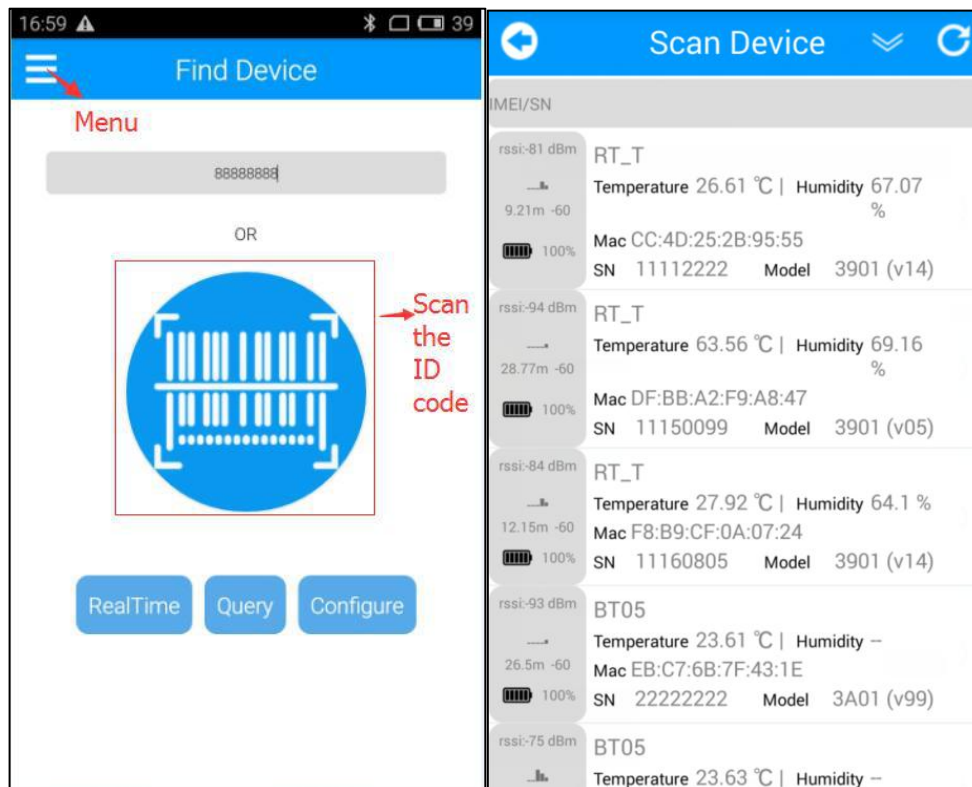 16:59
39
Find Device
Menu
88888888
OR
Scan
the
ID
code
RealTime
Query
Configure
Scan Device
IMEI/SN
rssi:-81 dBm
RT_T
Temperature 26.61 ℃ | Humidity 67.07
%
9.21m -60
Mac CC:4D:25:2B:95:55
100%
SN 11112222 Model 3901 (v14)
rssi:-94 dBm
RT_T
Temperature 63.56 ℃ | Humidity 69.16
%
28.77m -60
Mac DF:BB:A2:F9:A8:47
100%
SN 11150099 Model 3901 (v05)
rssi:-84 dBm
RT_T
Temperature 27.92 ℃ | Humidity 64.1 %
12.15m -60
Mac F8:B9:CF:0A:07:24
100%
SN 11160805 Model 3901 (v14)
rssi:-93 dBm
BT05
Temperature 23.61 ℃ | Humidity --
26.5m -60
Mac EB:C7:6B:7F:43:1E
100%
SN 22222222 Model 3A01 (v99)
rssi:-75 dBm
BT05
Temperature 23.63 ℃ | Humidity --